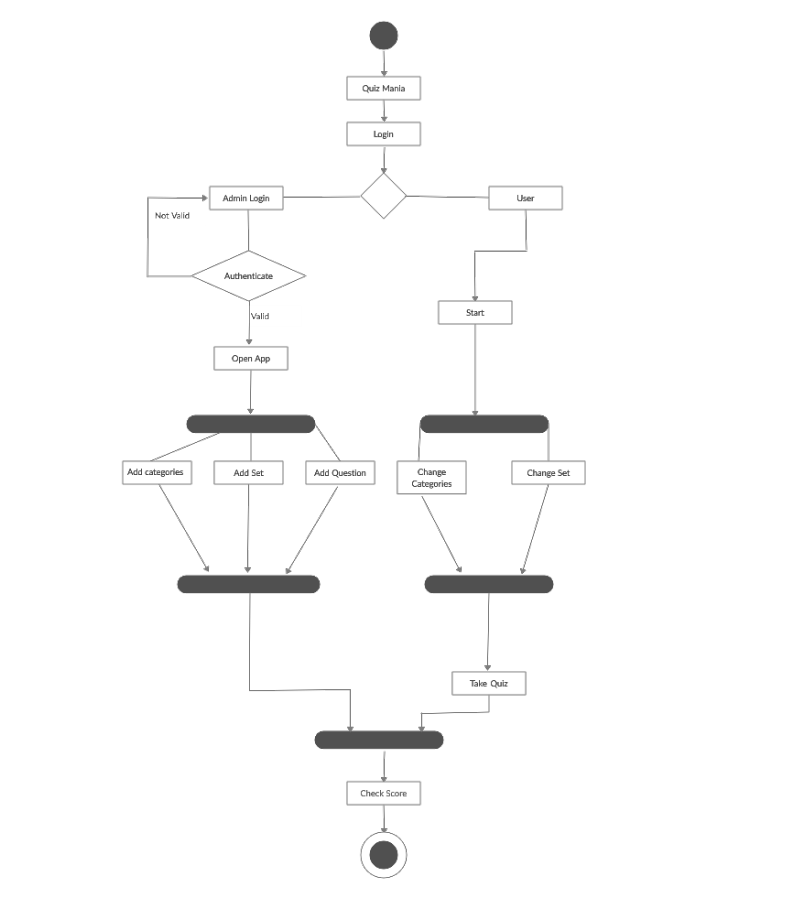 Quiz Mania
Login
Admin Login
User
Not Valid
Authenticate
Valid
Start
Open App
Add categories
Add Set
Add Question
Change
Categories
Change Set
Take Quiz
Check Score